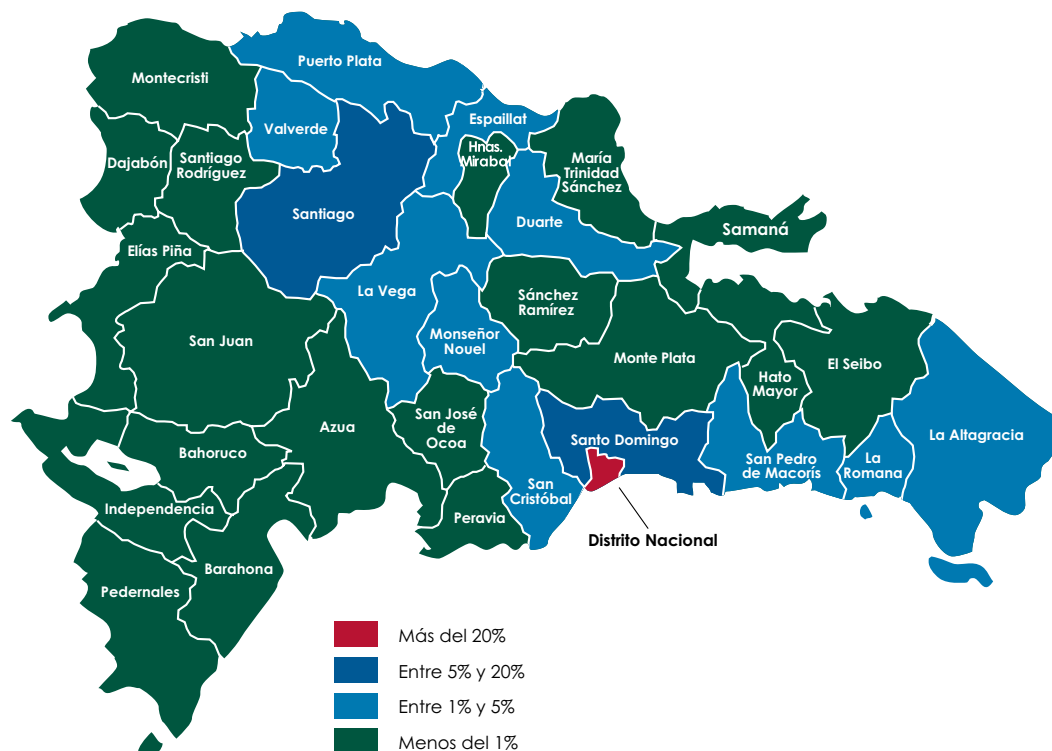 Puerto Plata
Montecristi
Espaillat
Valverde
Hnas.
Mirabal
Dajabón
Santiago
Rodríguez
María
Trinidad
Sánchez
Santiago
Duarte
Samaná
Elías Piña
La Vega
Sánchez
Ramírez
San Juan
Monseñor
Nouel
Monte Plata
El Seibo
Hato
Mayor
San José
de
Ocoa
Azua
Santo Domingo
La Altagracia
Bahoruco
San Pedro
de Macorís
La
Romana
San
Cristóbal
Independencia
Peravia
Distrito Nacional
Barahona
Pedernales
Más del 20%
Entre 5% y 20%
Entre 1% y 5%
Menos del 1%